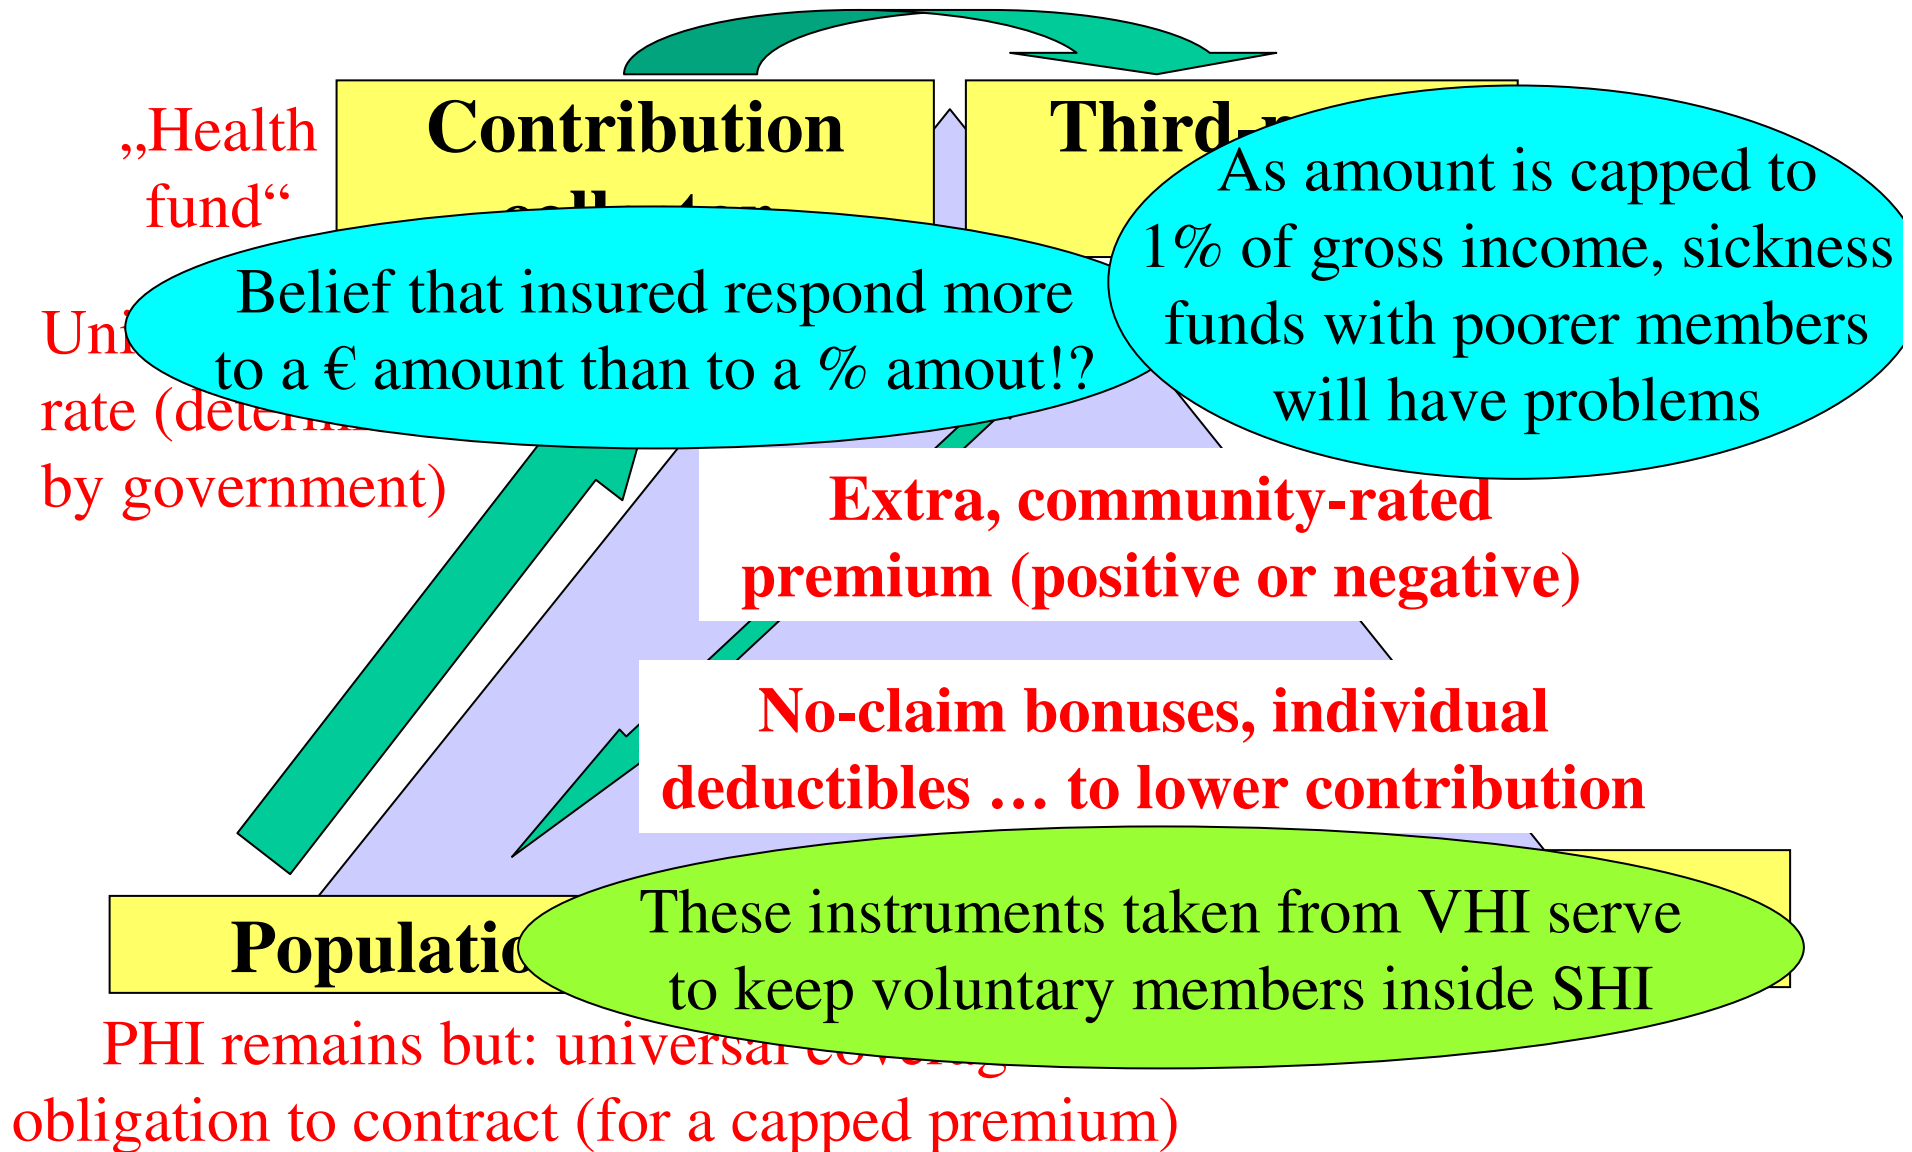 „Health
fund“
Contribution
collector
Third-
As amount is capped to
1% of gross income, sickness
funds with poorer members
will have problems
Belief that insured respond more
to a € amount than to a % amout!?
rate
by government)
Extra, community-rated
premium (positive or negative)
No-claim bonuses, individual
deductibles … to lower contribution
Population
These instruments taken from VHI serve
to keep voluntary members inside SHI
PHI remains but: universal coverage
obligation to contract (for a capped premium)